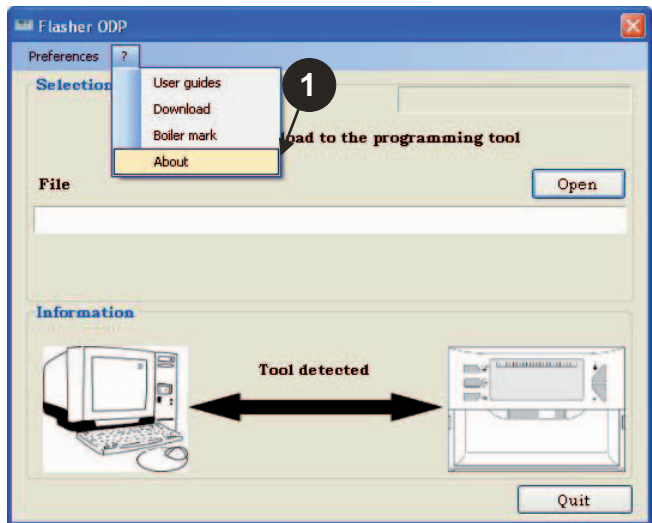 Flasher ODP
Preferences ?
Selection
User guides
Download
Boiler mark
About
1
to the programming tool
File
Open
Information
Tool detected
Quit